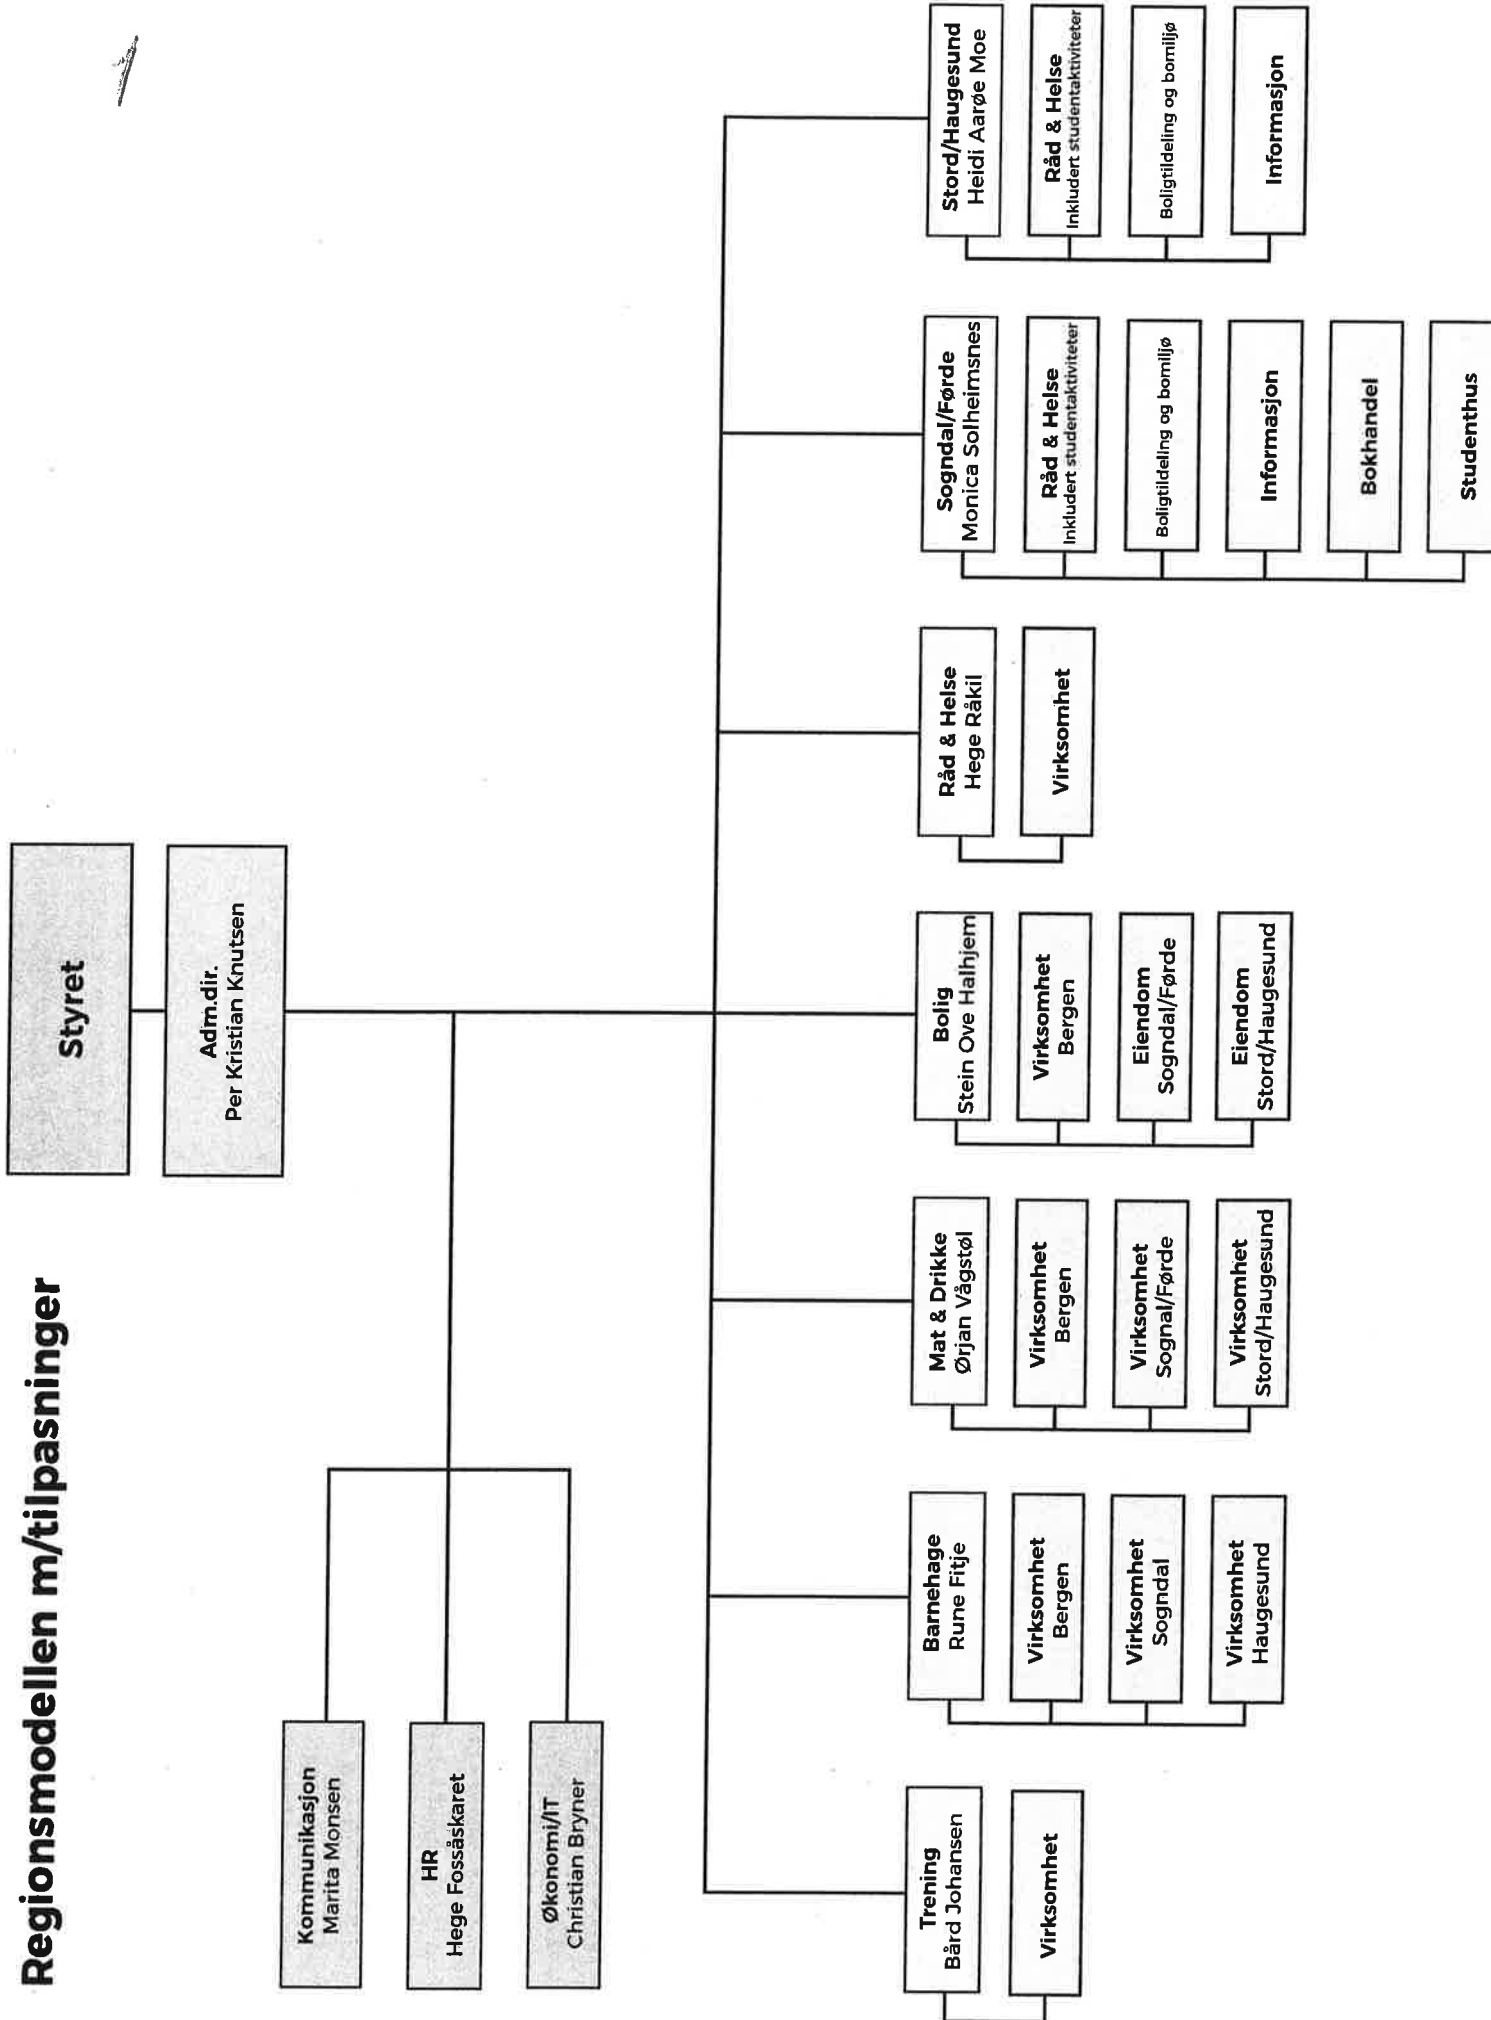 Regionsmodellen m/tilpasninger
Styret
Adm.dir.
Per Kristian Knutsen
Kommunikasjon
Marita Monsen
HR
Hege Fossåskaret
Økonomi/IT
Christian Bryner
Trening
Bård Johansen
Virksomhet
Barnehage
Rune Fitje
Virksomhet
Bergen
Virksomhet
Sogndal
Virksomhet
Haugesund
Mat & Drikke
Ørjan Vågstøl
Virksomhet
Bergen
Virksomhet
Sognal/Førde
Virksomhet
Stord/Haugesund
Bolig
Stein Ove Halhjem
Virksomhet
Bergen
Eiendom
Sogndal/Førde
Eiendom
Stord/Haugesund
Råd & Helse
Hege Råkil
Virksomhet
Sogndal/Førde
Monica Solheimsnes
Råd & Helse
Inkludert studentaktiviteter
Boligtildeling og bomiljø
Informasjon
Bokhandel
Studenthus
Stord/Haugesund
Heidi Aarøe Moe
Råd & Helse
Inkludert studentaktiviteter
Boligtildeling og bomiljø
Informasjon